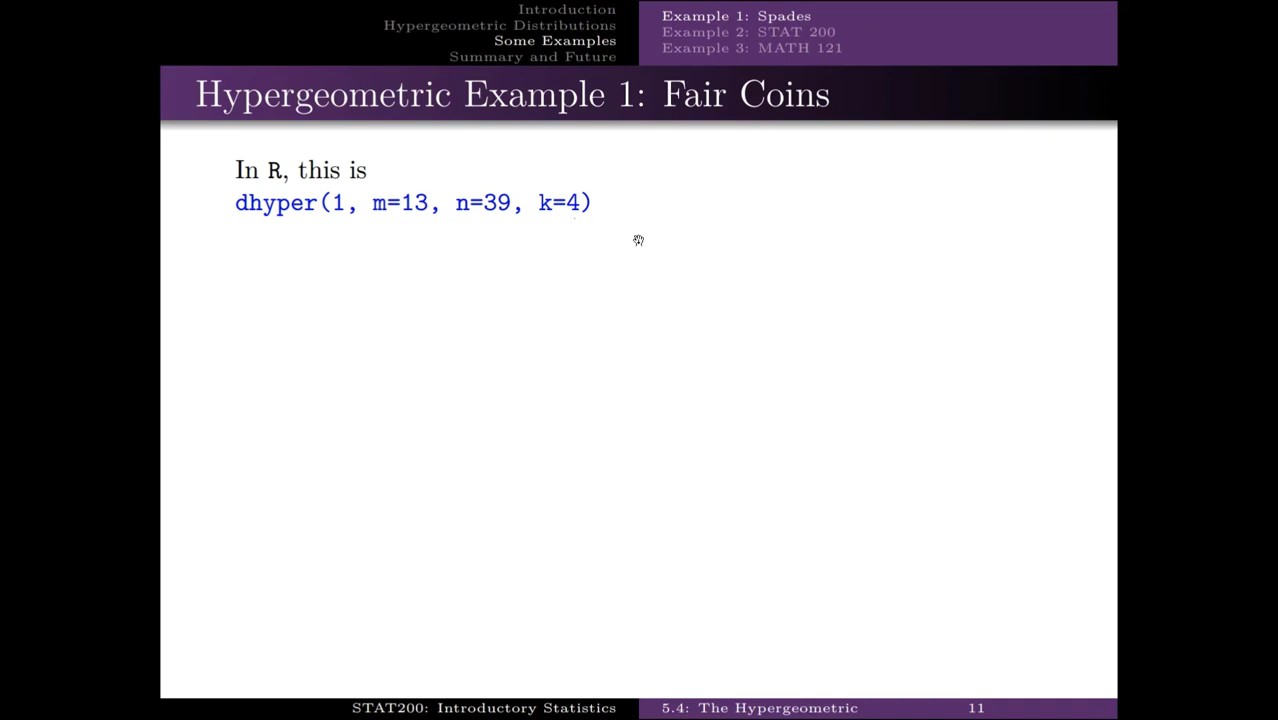 Introduction
Hypergeometric Distributions
Some Examples
Summary and Future
Example 1: Spades
Example 2: STAT 200
Example 3: MATH 121
Hypergeometric Example 1: Fair Coins
In R, this is
dhyper(1, m=13, n=39, k=4)
STAT200: Introductory Statistics
5.4: The Hypergeometric
11